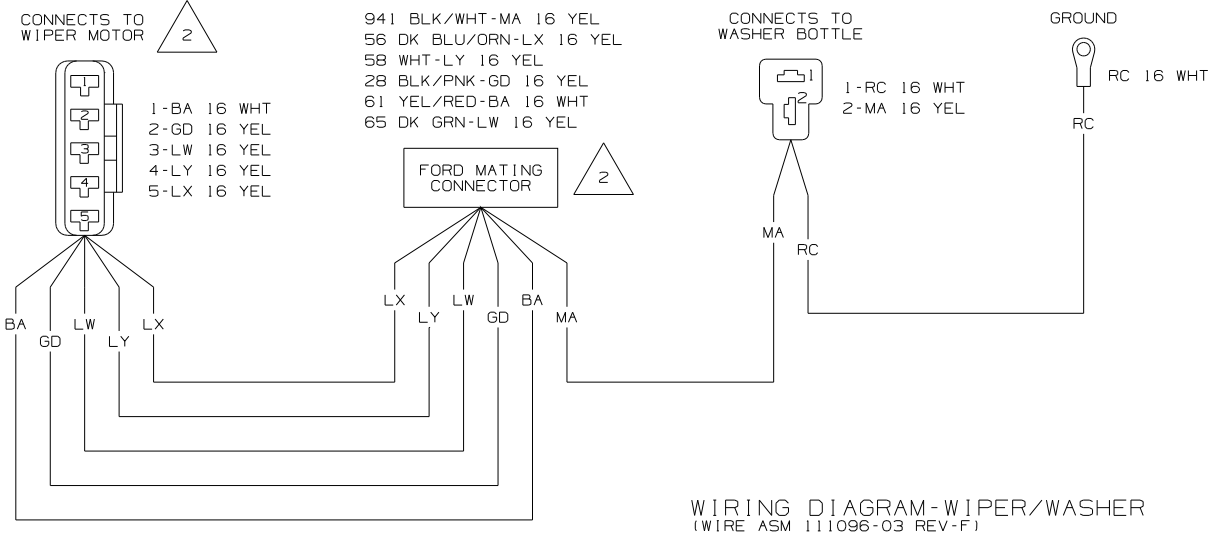 CONNECTS TO
WIPER MOTOR
2
1
2
3
4
5
1-BA 16 WHT
2-GD 16 YEL
3-LW 16 YEL
4-LY 16 YEL
5-LX 16 YEL
BA
GD
LW
LY
LX
941 BLK/WHT-MA 16 YEL
56 DK BLU/ORN-LX 16 YEL
58 WHT-LY 16 YEL
28 BLK/PNK-GD 16 YEL
61 YEL/RED-BA 16 WHT
65 DK GRN-LW 16 YEL
FORD MATING
CONNECTOR
2
LX
LY
LW
GD
BA
MA
CONNECTS TO
WASHER BOTTLE
1
2
1-RC 16 WHT
2-MA 16 YEL
MA
RC
GROUND
RC 16 WHT
RC
WIRING DIAGRAM-WIPER/WASHER
(WIRE ASM 111096-03 REV-F)